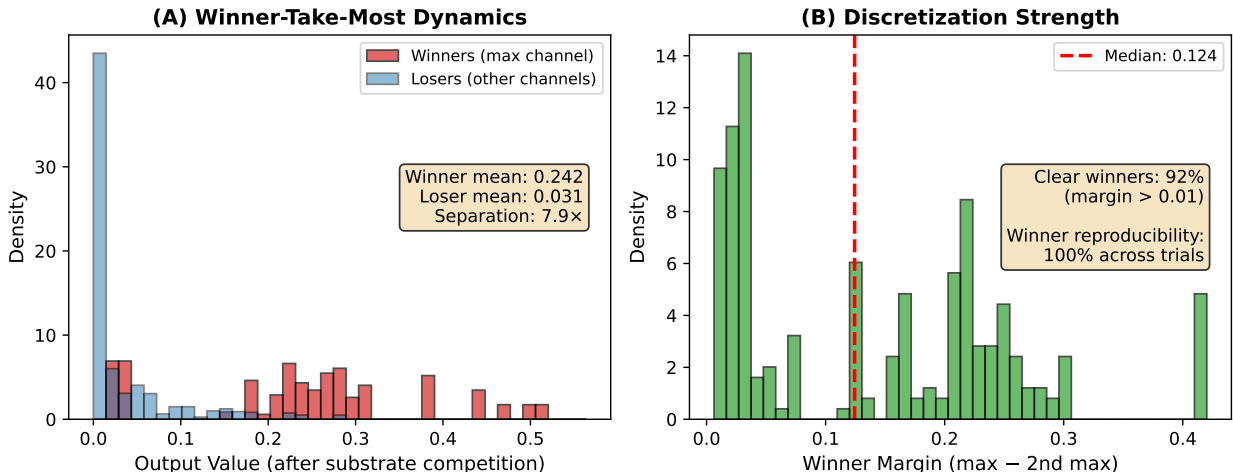 (A) Winner-Take-Most Dynamics
Winners (max channel)
Losers (other channels)
Winner mean: 0.242
Loser mean: 0.031
Separation: 7.9×
Density
0
10
20
30
40
0.0
0.1
0.2
0.3
0.4
0.5
Output Value (after substrate competition)
(B) Discretization Strength
Median: 0.124
Clear winners: 92%
(margin > 0.01)
Winner reproducibility:
100% across trials
Density
0
2
4
6
8
10
12
14
0.0
0.1
0.2
0.3
0.4
Winner Margin (max − 2nd max)